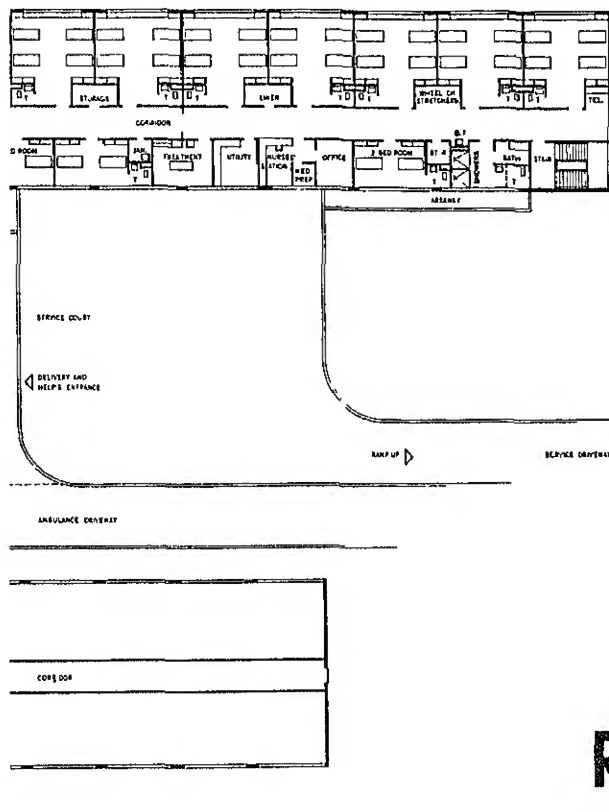 T
STORAGE
T
T
LINEN
T
T
WHEEL CH
STRETCHERS
T
T
TEL.
CORRIDOR
B.F
ROOM
JAN.
T
TREATMENT
UTILITY
NURSES
STATION
MED
PREP
OFFICE
2 BED ROOM
T
SHOWERS
BATH
T
STAIR
AREAWAY
SERVICE COURT
DELIVERY AND
HELP'S ENTRANCE
RAMP UP
SERVICE DRIVEWAY
AMBULANCE DRIVEWAY
CORRIDOR
R